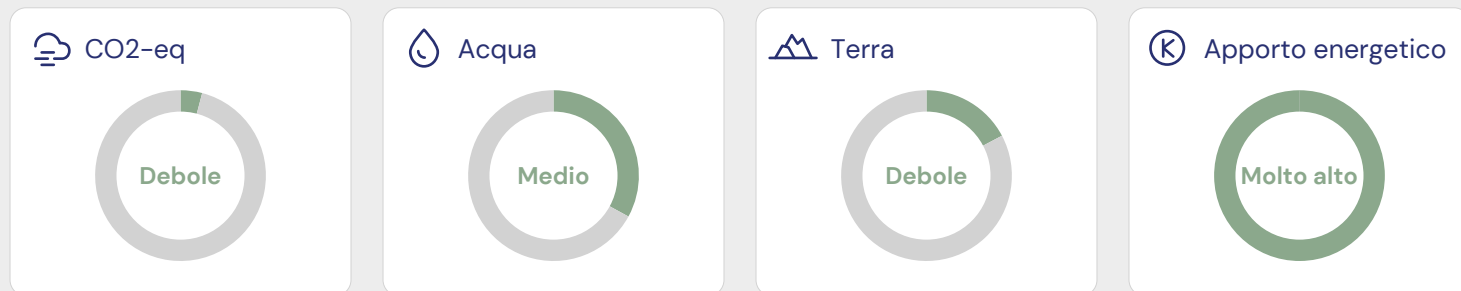 CO2-eq
Debole
Acqua
Medio
Terra
Debole
Apporto energetico
Molto alto